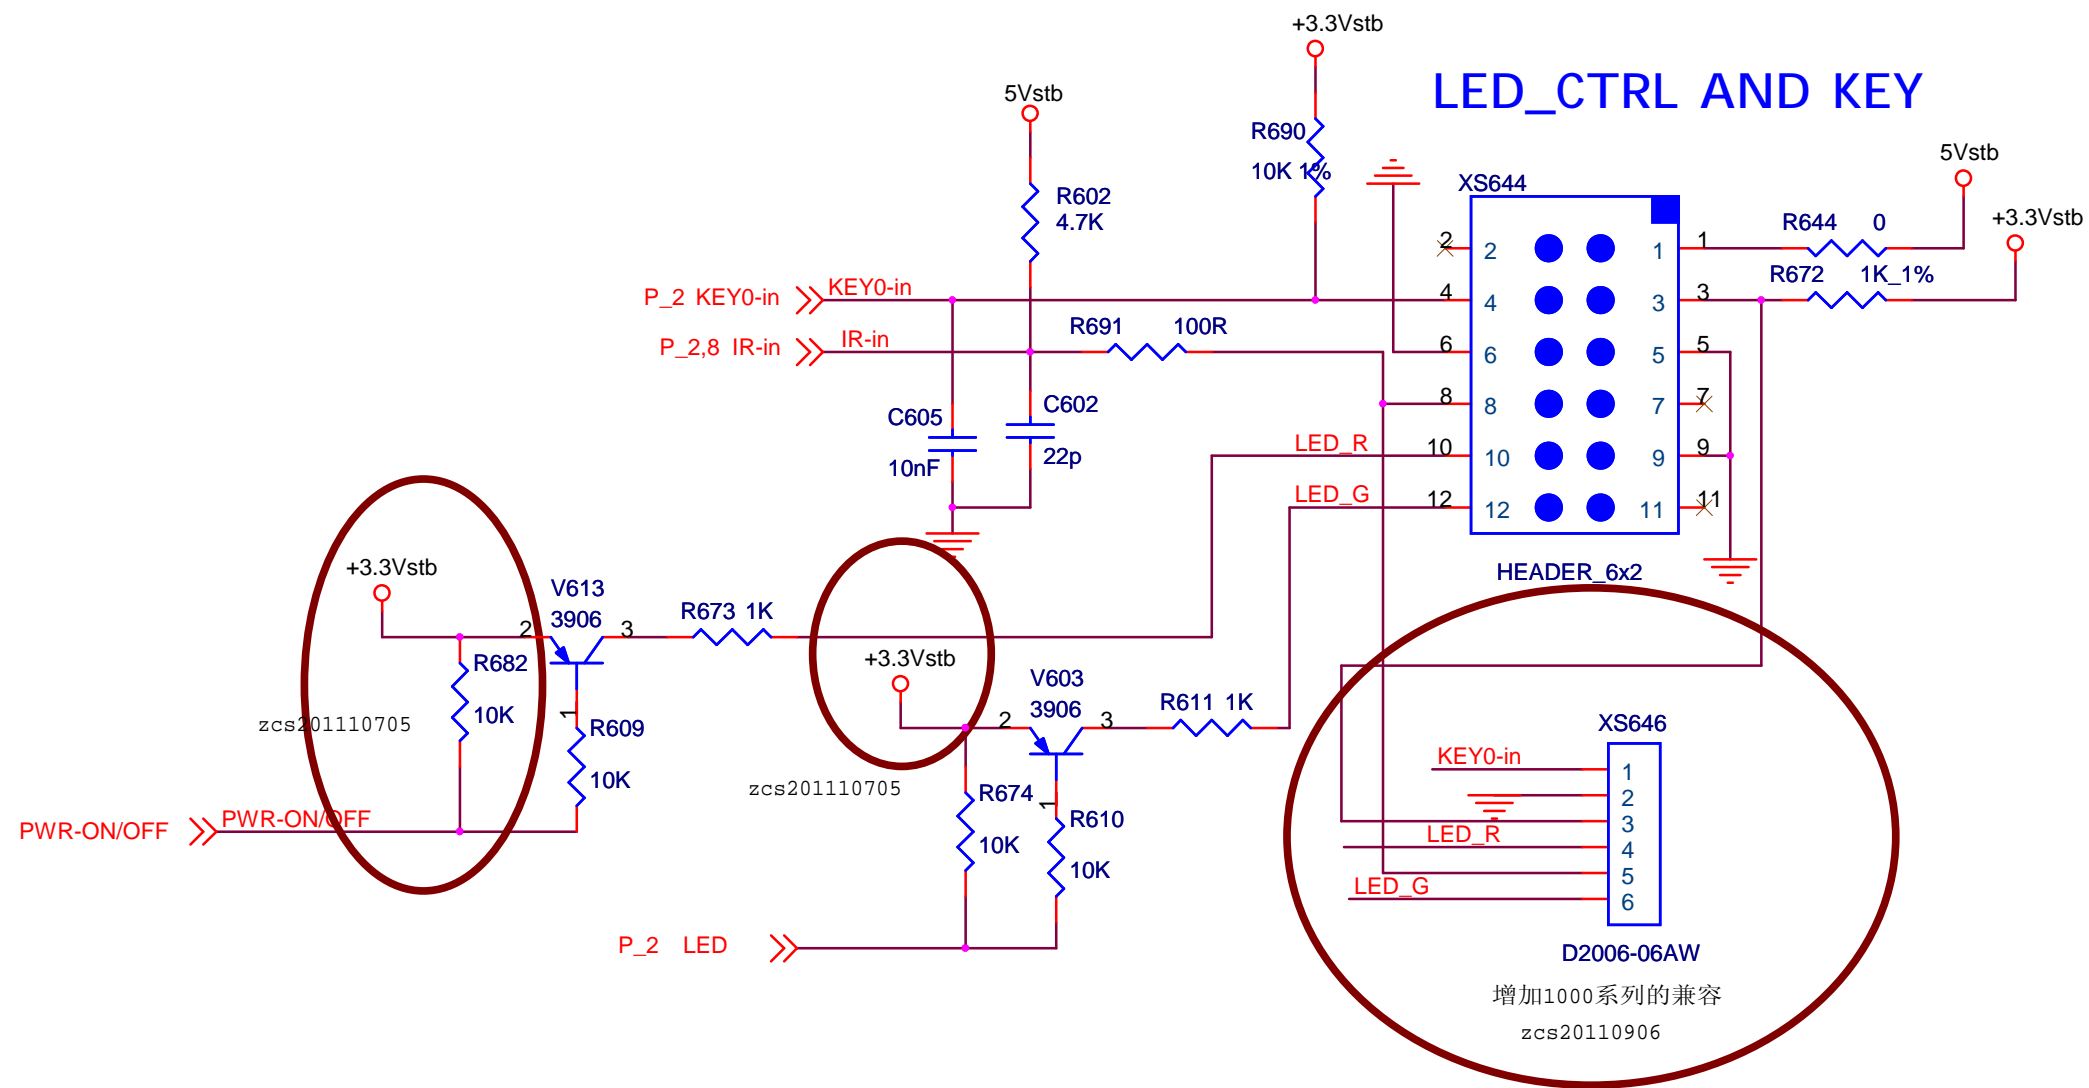 +3.3Vstb
LED_CTRL AND KEY
5Vstb
R690
10K 1%
5Vstb
XS644
R602
4.7K
R644 0
+3.3Vstb
2 2 1 1
R672 1K_1%
P_2 KEY0-in KEY0-in
4 4 3 3
P_2,8 IR-in IR-in
R691 100R
6 6 5 5
8 8 7 7
C605
10nF
C602
22p
LED_R
10 10 9 9
LED_G
12 12 11 11
HEADER_6x2
+3.3Vstb
V613
3906
2 3 1
R673 1K
R682
10K
zcs201110705
R609
10K
PWR-ON/OFF PWR-ON/OFF
+3.3Vstb
V603
3906
2 3 1
R611 1K
zcs201110705
R674
10K
R610
10K
P_2 LED
XS646
KEY0-in 1
2
3
LED_R 4
5
LED_G 6
D2006-06AW
增加1000系列的兼容
zcs20110906